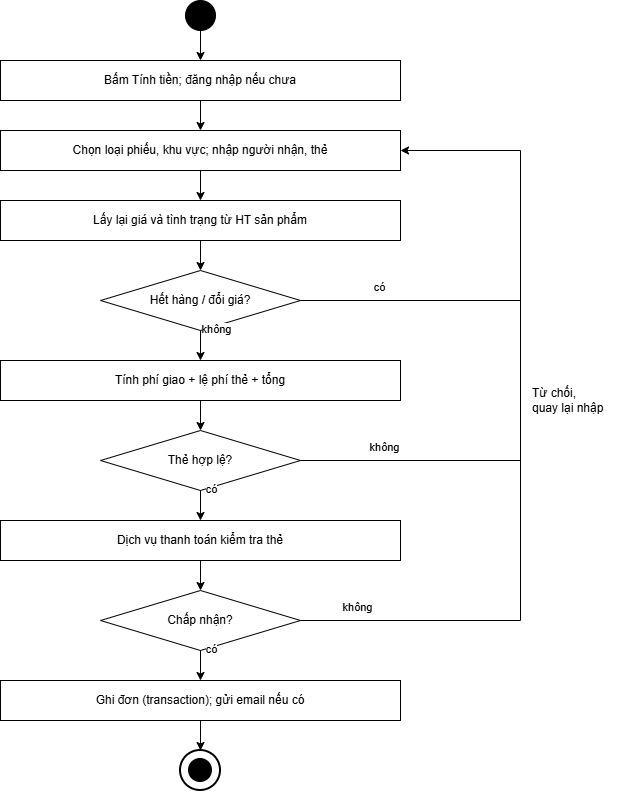 Bấm Tính tiền; đăng nhập nếu chưa
Chọn loại phiếu, khu vực; nhập người nhận, thẻ
Lấy lại giá và tình trạng từ HT sản phẩm
Hết hàng / đổi giá?
có
không
Tính phí giao + lệ phí thẻ + tổng
Từ chối,
quay lại nhập
Thẻ hợp lệ?
không
có
Dịch vụ thanh toán kiểm tra thẻ
Chấp nhận?
không
có
Ghi đơn (transaction); gửi email nếu có